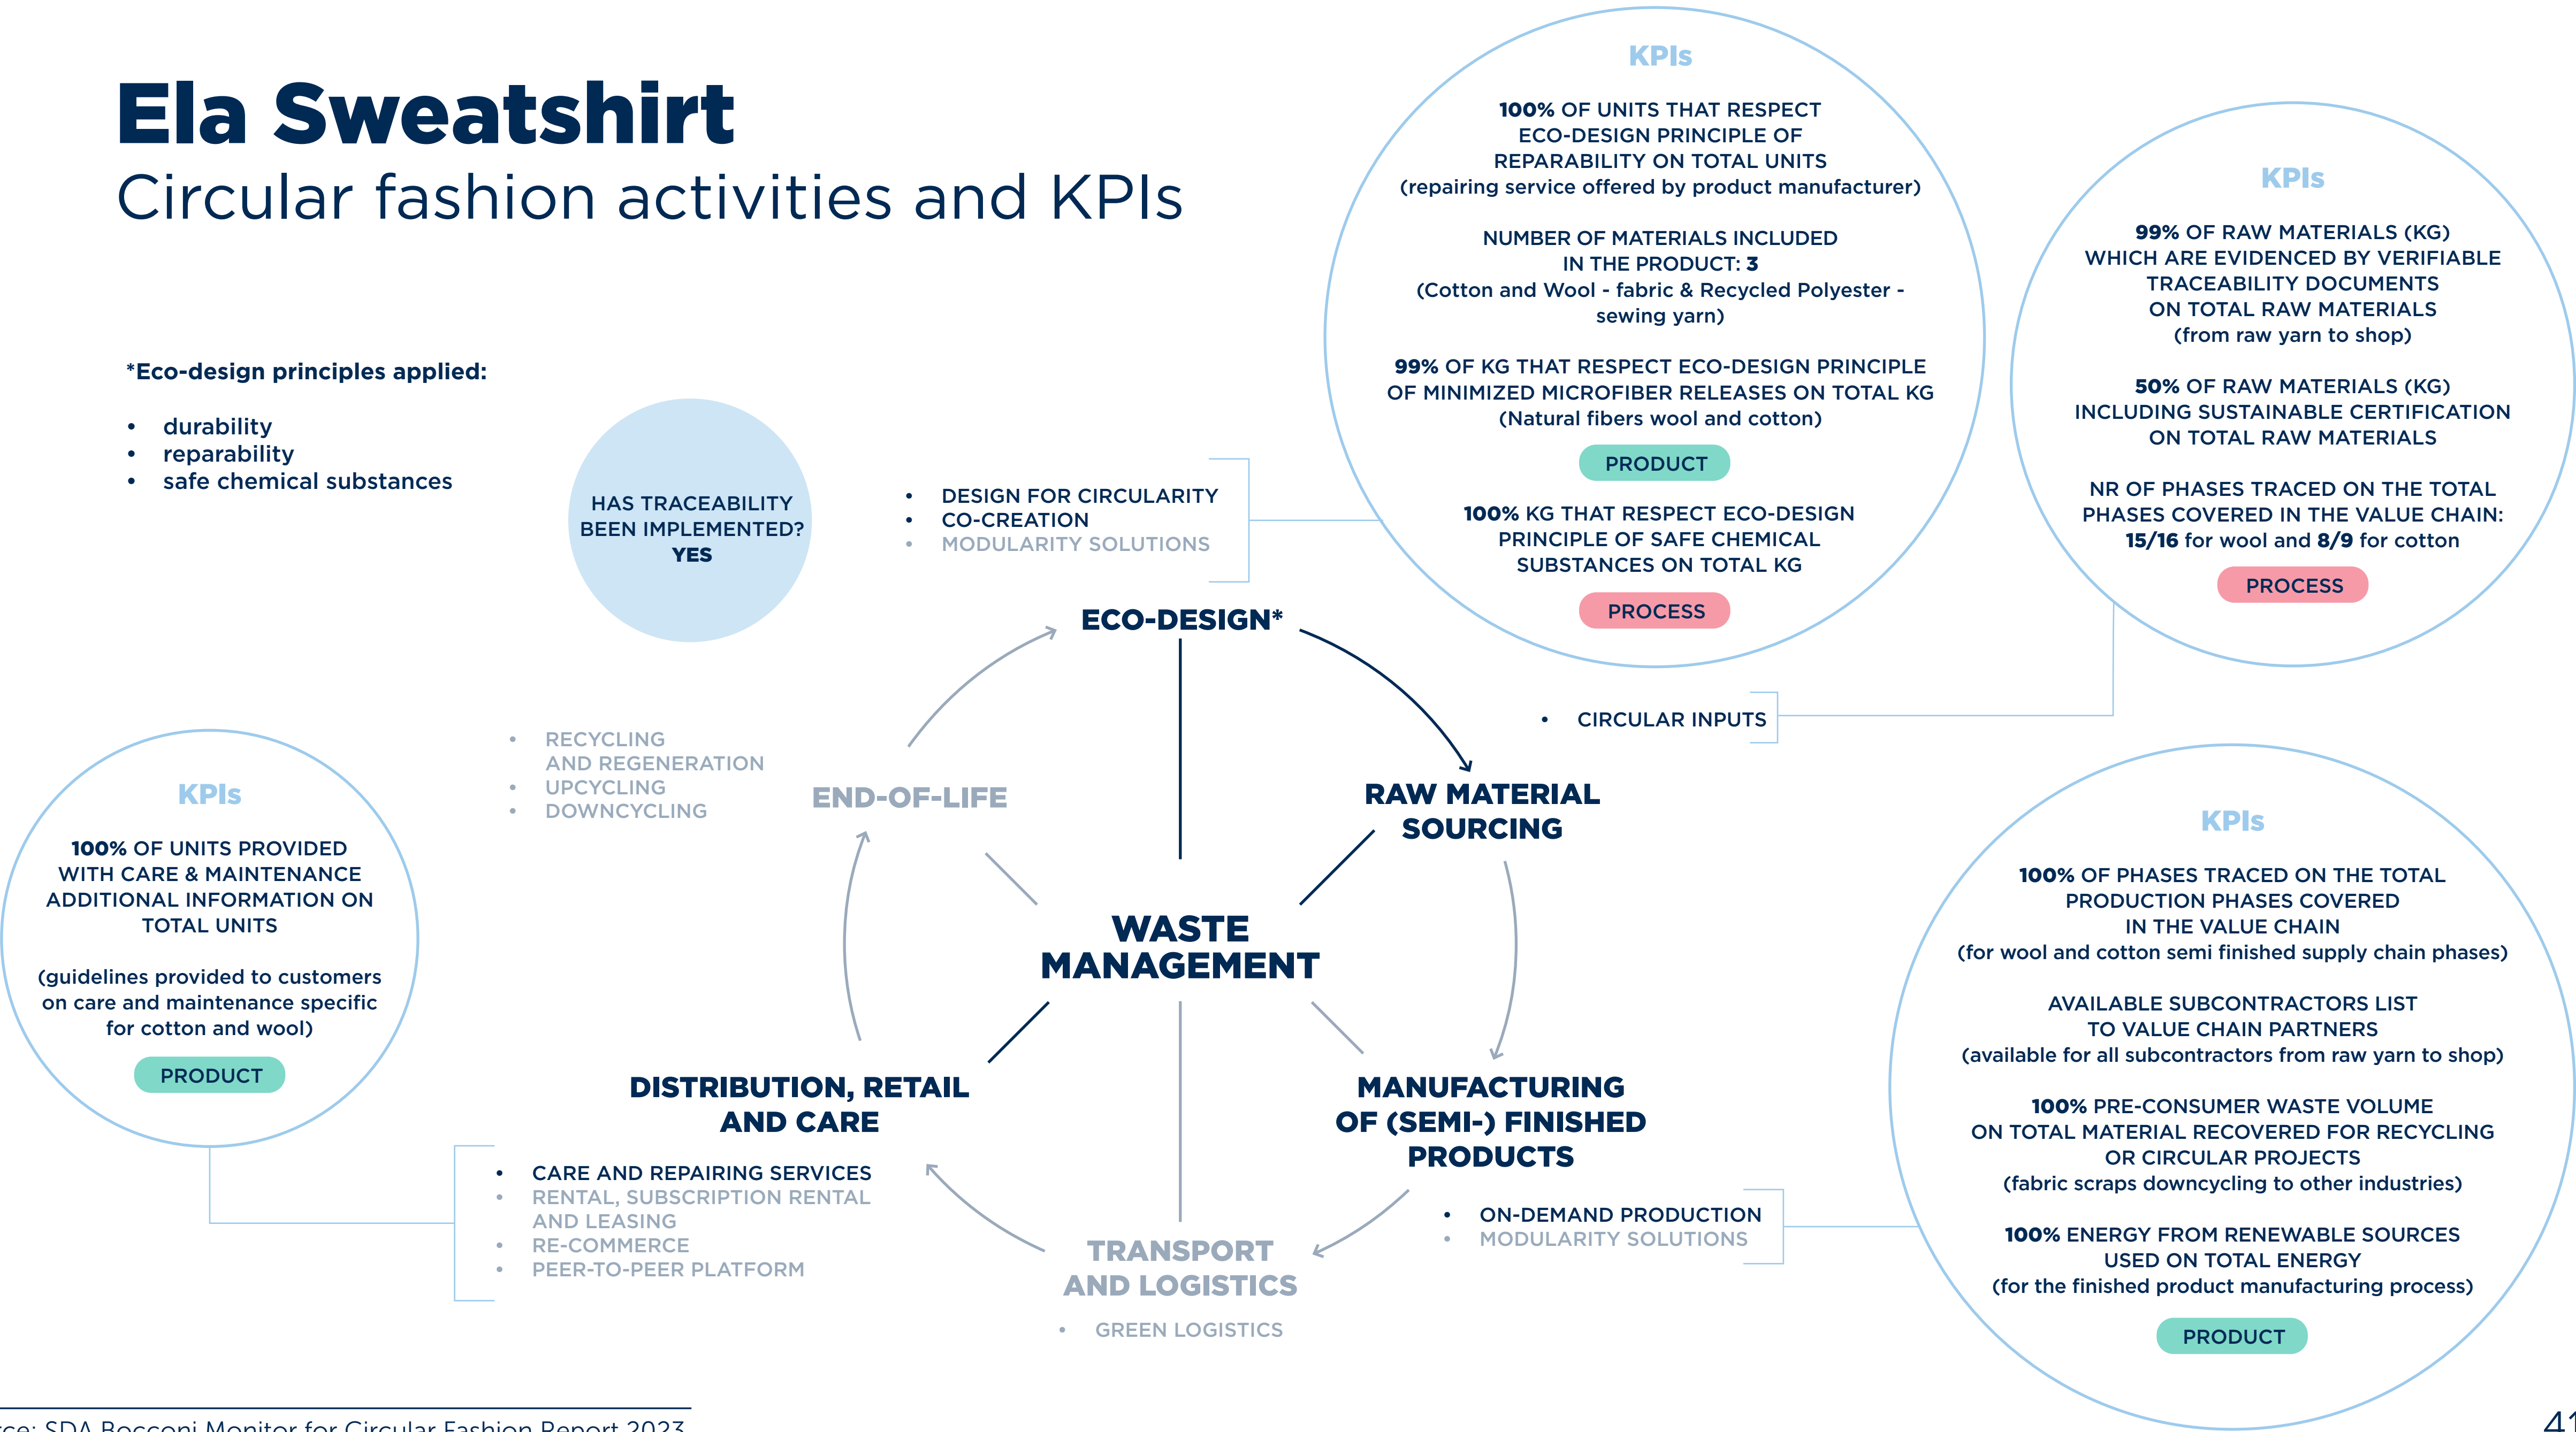 Ela Sweatshirt
Circular fashion activities and KPIs
*Eco-design principles applied:
• durability
• reparability
• safe chemical substances
HAS TRACEABILITY
BEEN IMPLEMENTED?
YES
• DESIGN FOR CIRCULARITY
• CO-CREATION
• MODULARITY SOLUTIONS
KPIs
100% OF UNITS THAT RESPECT
ECO-DESIGN PRINCIPLE OF
REPARABILITY ON TOTAL UNITS
(repairing service offered by product manufacturer)
NUMBER OF MATERIALS INCLUDED
IN THE PRODUCT: 3
(Cotton and Wool - fabric & Recycled Polyester -
sewing yarn)
99% OF KG THAT RESPECT ECO-DESIGN PRINCIPLE
OF MINIMIZED MICROFIBER RELEASES ON TOTAL KG
(Natural fibers wool and cotton)
PRODUCT
100% KG THAT RESPECT ECO-DESIGN
PRINCIPLE OF SAFE CHEMICAL
SUBSTANCES ON TOTAL KG
PROCESS
KPIs
99% OF RAW MATERIALS (KG)
WHICH ARE EVIDENCED BY VERIFIABLE
TRACEABILITY DOCUMENTS
ON TOTAL RAW MATERIALS
(from raw yarn to shop)
50% OF RAW MATERIALS (KG)
INCLUDING SUSTAINABLE CERTIFICATION
ON TOTAL RAW MATERIALS
NR OF PHASES TRACED ON THE TOTAL
PHASES COVERED IN THE VALUE CHAIN:
15/16 for wool and 8/9 for cotton
PROCESS
ECO-DESIGN*
• CIRCULAR INPUTS
RAW MATERIAL
SOURCING
• RECYCLING
AND REGENERATION
• UPCYCLING
• DOWNCYCLING
END-OF-LIFE
WASTE
MANAGEMENT
KPIs
100% OF UNITS PROVIDED
WITH CARE & MAINTENANCE
ADDITIONAL INFORMATION ON
TOTAL UNITS
(guidelines provided to customers
on care and maintenance specific
for cotton and wool)
PRODUCT
DISTRIBUTION, RETAIL
AND CARE
• CARE AND REPAIRING SERVICES
• RENTAL, SUBSCRIPTION RENTAL
AND LEASING
• RE-COMMERCE
• PEER-TO-PEER PLATFORM
TRANSPORT
AND LOGISTICS
• GREEN LOGISTICS
MANUFACTURING
OF (SEMI-) FINISHED
PRODUCTS
• ON-DEMAND PRODUCTION
• MODULARITY SOLUTIONS
KPIs
100% OF PHASES TRACED ON THE TOTAL
PRODUCTION PHASES COVERED
IN THE VALUE CHAIN
(for wool and cotton semi finished supply chain phases)
AVAILABLE SUBCONTRACTORS LIST
TO VALUE CHAIN PARTNERS
(available for all subcontractors from raw yarn to shop)
100% PRE-CONSUMER WASTE VOLUME
ON TOTAL MATERIAL RECOVERED FOR RECYCLING
OR CIRCULAR PROJECTS
(fabric scraps downcycling to other industries)
100% ENERGY FROM RENEWABLE SOURCES
USED ON TOTAL ENERGY
(for the finished product manufacturing process)
PRODUCT
SDA Bocconi Monitor for Circular Fashion Report 2023
41